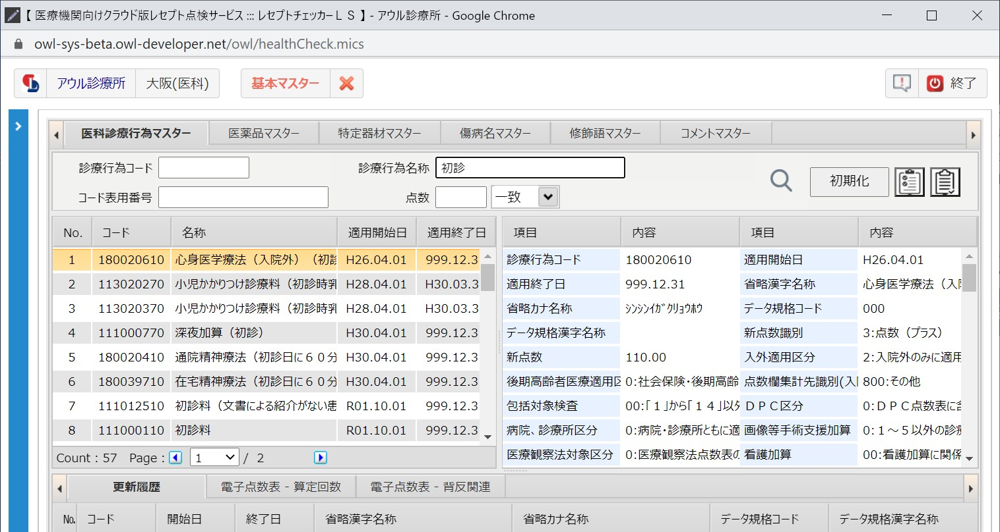 【 医療機関向けクラウド版レセプト点検サービス ::: レセプトチェッカーＬＳ 】 - アウル診療所 - Google Chrome
owl-sys-beta.owl-developer.net/owl/healthCheck.mics
アウル診療所 大阪(医科) 基本マスター 終了
医科診療行為マスター 医薬品マスター 特定器材マスター 傷病名マスター 修飾語マスター コメントマスター
診療行為コード 診療行為名称 初診
初期化
コード表用番号 点数 一致
No. コード 名称 適用開始日 適用終了日 項目 内容 項目 内容
1 180020610 心身医学療法（入院外）（初診 H26.04.01 999.12.3 診療行為コード 180020610 適用開始日 H26.04.01
2 113020270 小児かかりつけ診療料（初診時乳 H28.04.01 H30.03.3 適用終了日 999.12.31 省略漢字名称 心身医学療法（入院
3 113020370 小児かかりつけ診療料（初診時乳 H28.04.01 H30.03.3 省略カナ名称 ｼﾝｼﾝｲｶﾞｸﾘｮｳﾎｳ データ規格コード 000
4 111000770 深夜加算（初診） H30.04.01 999.12.3 データ規格漢字名称 新点数識別 3:点数（プラス）
5 180020410 通院精神療法（初診日に６０分 H30.04.01 999.12.3 新点数 110.00 入外適用区分 2:入院外のみに適用
6 180039710 在宅精神療法（初診日に６０分 H30.04.01 999.12.3 後期高齢者医療適用区 0:社会保険・後期高齢 点数欄集計先識別(入 800:その他
7 111012510 初診料（文書による紹介がない患 R01.10.01 999.12.3 包括対象検査 00:「１」から「１４」以外 ＤＰＣ区分 0:ＤＰＣ点数表に含
8 111000110 初診料 R01.10.01 999.12.3 病院、診療所区分 0:病院・診療所ともに適 画像等手術支援加算 0:１～５以外の診療
医療観察法対象区分 0:医療観察法点数表の 看護加算 00:看護加算に関係
Count : 57 Page : 1 / 2
更新履歴 電子点数表 - 算定回数 電子点数表 - 背反関連
No. コード 開始日 終了日 省略漢字名称 省略カナ名称 データ規格コード データ規格漢字名称